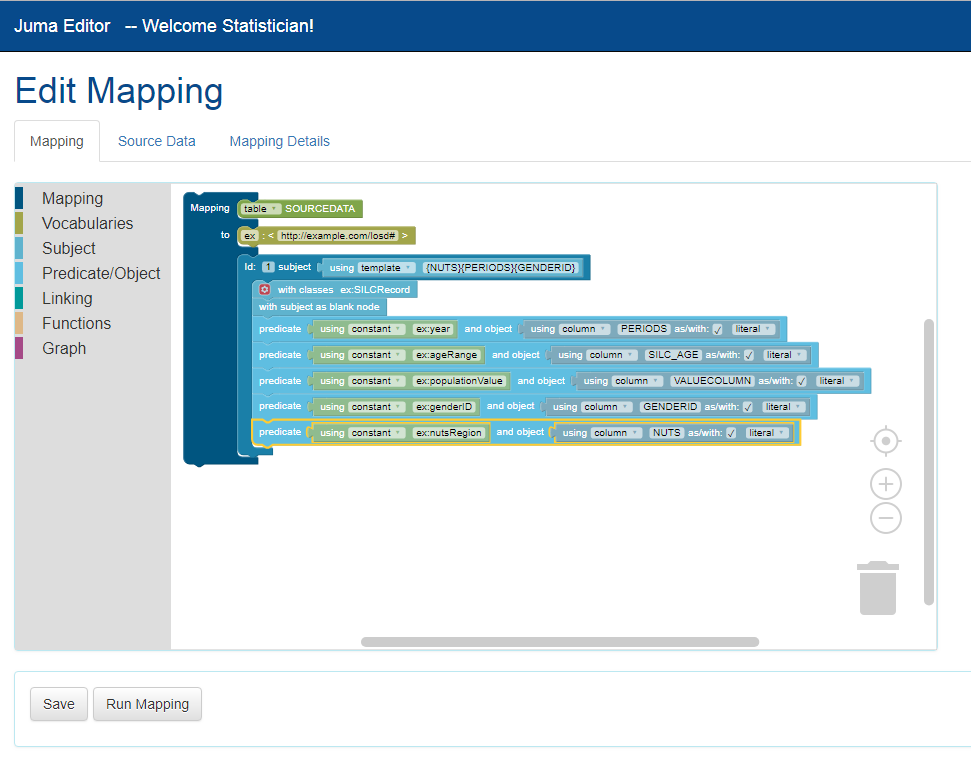 Juma Editor -- Welcome Statistician!
Edit Mapping
Mapping Source Data Mapping Details
Mapping
Vocabularies
Subject
Predicate/Object
Linking
Functions
Graph
Mapping table SOURCEDATA
to ex : < http://example.com/losd# >
Id: 1 subject using template {NUTS}{PERIODS}{GENDERID}
with classes ex:SILCRecord
with subject as blank node
predicate using constant ex:year and object using column PERIODS as/with: ✓ literal
predicate using constant ex:ageRange and object using column SILC_AGE as/with: ✓ literal
predicate using constant ex:populationValue and object using column VALUECOLUMN as/with: ✓ literal
predicate using constant ex:genderID and object using column GENDERID as/with: ✓ literal
predicate using constant ex:nutsRegion and object using column NUTS as/with: ✓ literal
Save Run Mapping